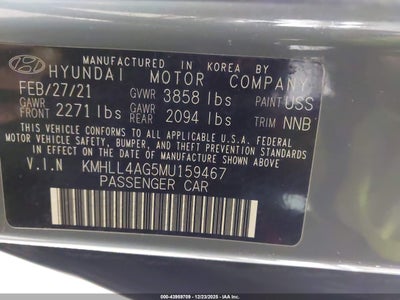 MANUFACTURED IN KOREA BY
HYUNDAI MOTOR COMPANY
FEB/27/21 GVWR 3858 lbs PAINT USS
GAWR FRONT 2271 lbs GAWR REAR 2094 lbs TRIM NNB
THIS VEHICLE CONFORMS TO ALL APPLICABLE U.S.A. FEDERAL
MOTOR VEHICLE SAFETY, BUMPER, AND THEFT PREVENTION STANDARDS
IN EFFECT ON THE DATE OF MANUFACTURE SHOWN ABOVE.
V.I.N KMHLL4AG5MU159467
PASSENGER CAR
000-43959709 - 12/23/2025 - IAAI.COM